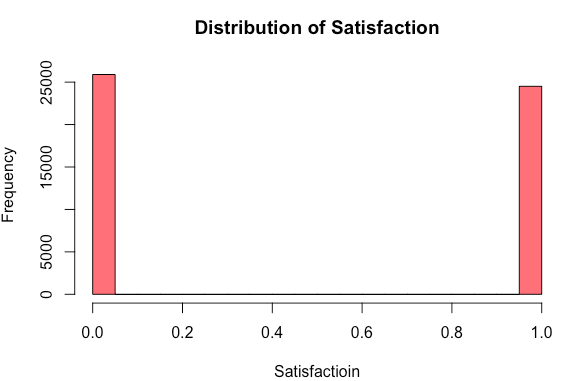 Distribution of Satisfaction
Frequency
25000
15000
5000
0
0.0 0.2 0.4 0.6 0.8 1.0
Satisfactioin